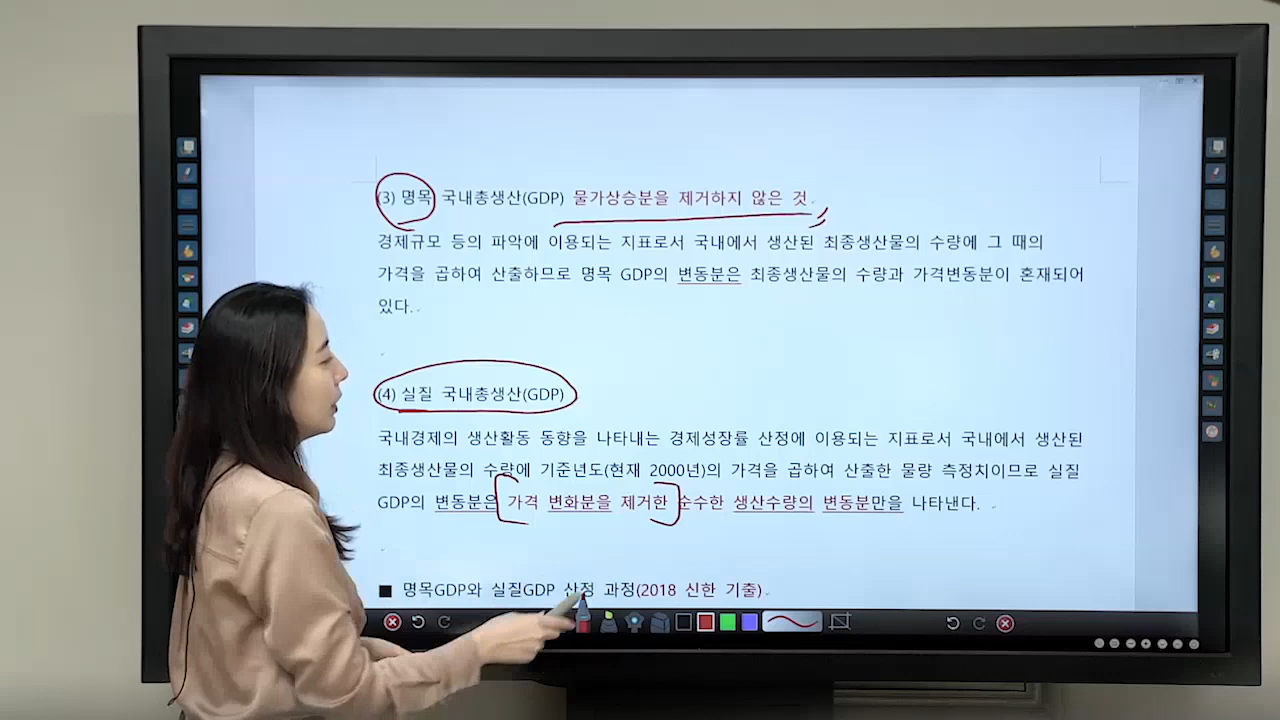 (3) 명목 국내총생산(GDP) 물가상승분을 제거하지 않은 것
경제규모 등의 파악에 이용되는 지표로서 국내에서 생산된 최종생산물의 수량에 그 때의
가격을 곱하여 산출하므로 명목 GDP의 변동분은 최종생산물의 수량과 가격변동분이 혼재되어
있다.
(4) 실질 국내총생산(GDP)
국내경제의 생산활동 동향을 나타내는 경제성장률 산정에 이용되는 지표로서 국내에서 생산된
최종생산물의 수량에 기준년도(현재 2000년)의 가격을 곱하여 산출한 물량 측정치이므로 실질
GDP의 변동분은 가격 변화분을 제거한 순수한 생산수량의 변동분만을 나타낸다.
■ 명목GDP와 실질GDP 산정 과정(2018 신한 기출)